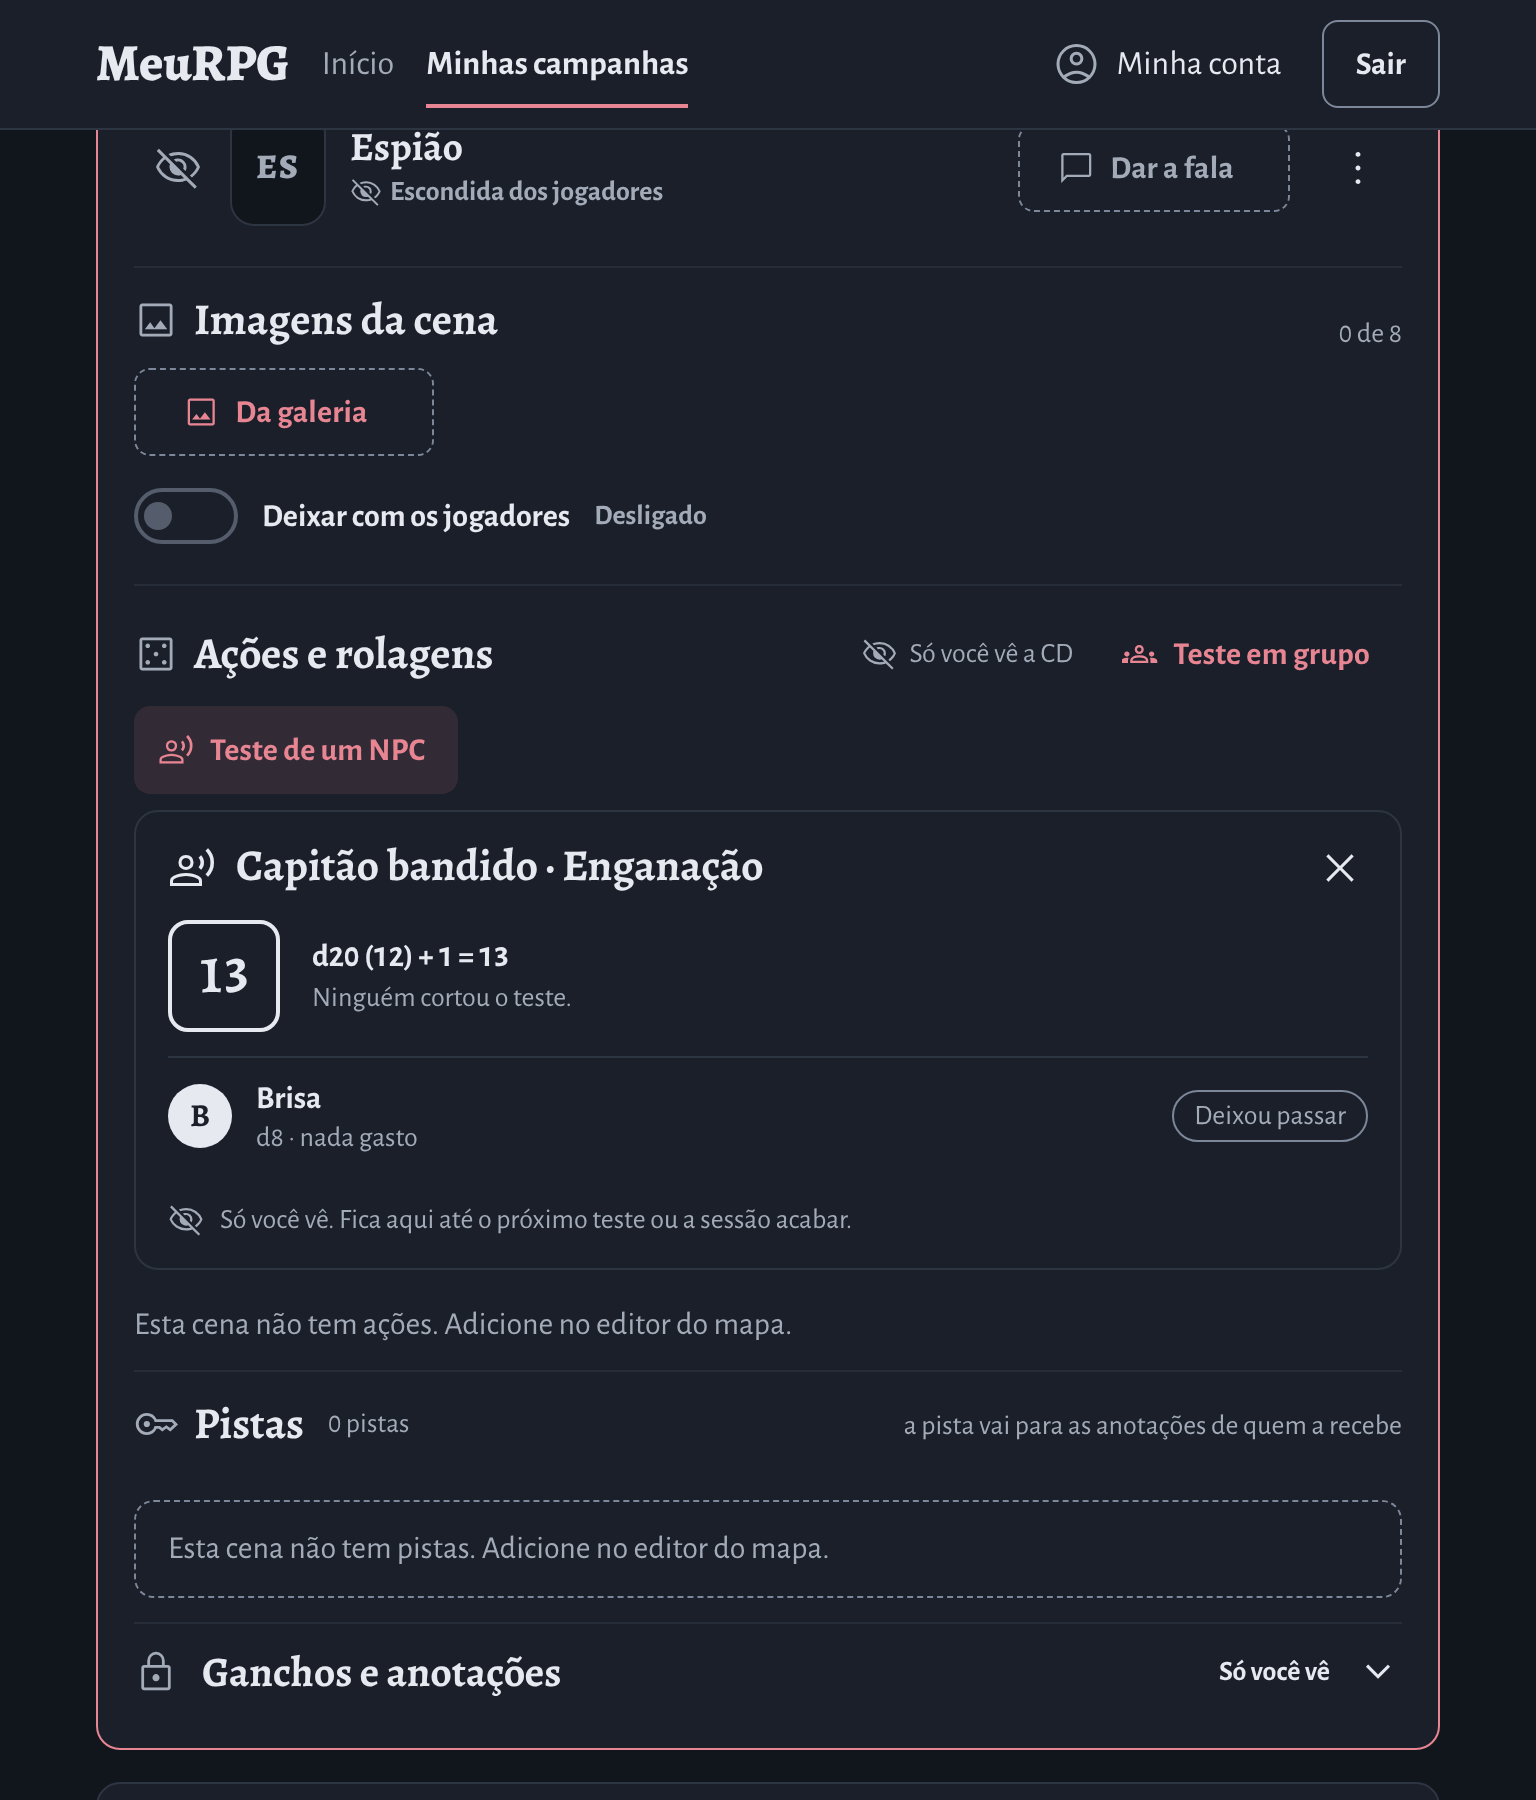 MeuRPG Início Minhas campanhas Minha conta Sair
ES Espião Dar a fala
Escondida dos jogadores
Imagens da cena 0 de 8
Da galeria
Deixar com os jogadores Desligado
Ações e rolagens Só você vê a CD Teste em grupo
Teste de um NPC
Capitão bandido · Enganação
13 d20 (12) + 1 = 13
Ninguém cortou o teste.
B Brisa Deixou passar
d8 · nada gasto
Só você vê. Fica aqui até o próximo teste ou a sessão acabar.
Esta cena não tem ações. Adicione no editor do mapa.
Pistas 0 pistas a pista vai para as anotações de quem a recebe
Esta cena não tem pistas. Adicione no editor do mapa.
Ganchos e anotações Só você vê